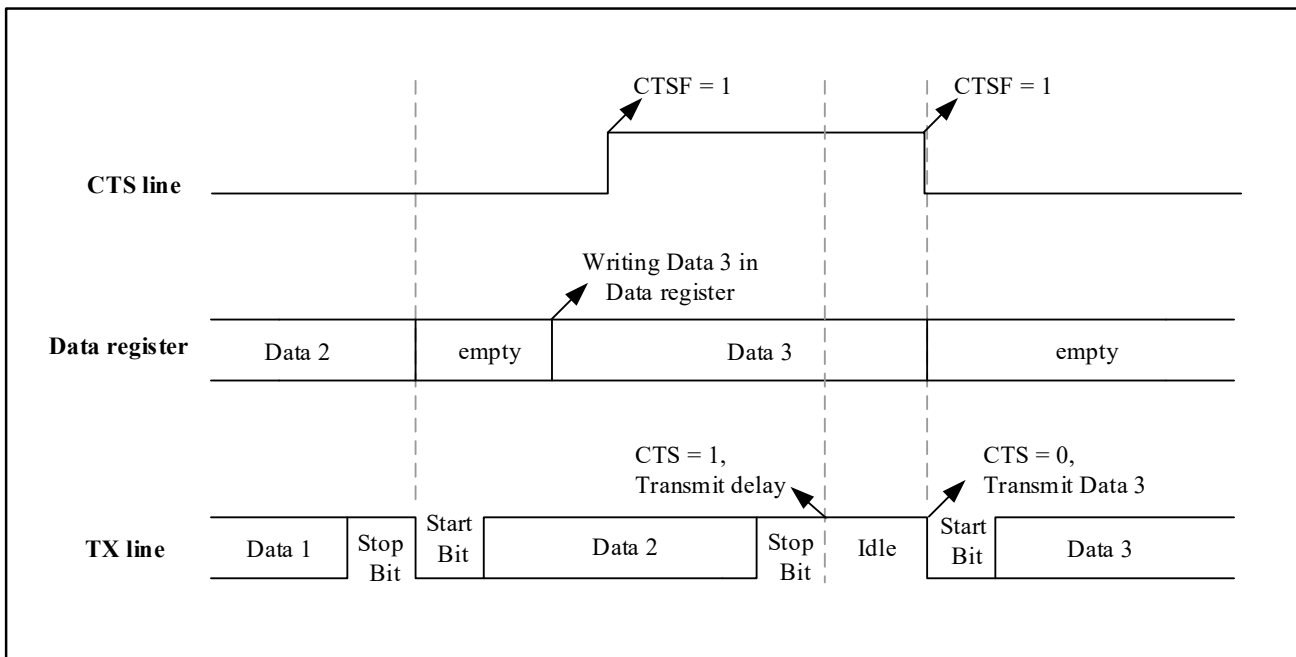 CTSF = 1
CTSF = 1
CTS line
Writing Data 3 in
Data register
Data register
Data 2
empty
Data 3
empty
CTS = 1,
Transmit delay
CTS = 0,
Transmit Data 3
TX line
Data 1
Stop
Bit
Start
Bit
Data 2
Stop
Bit
Idle
Start
Bit
Data 3